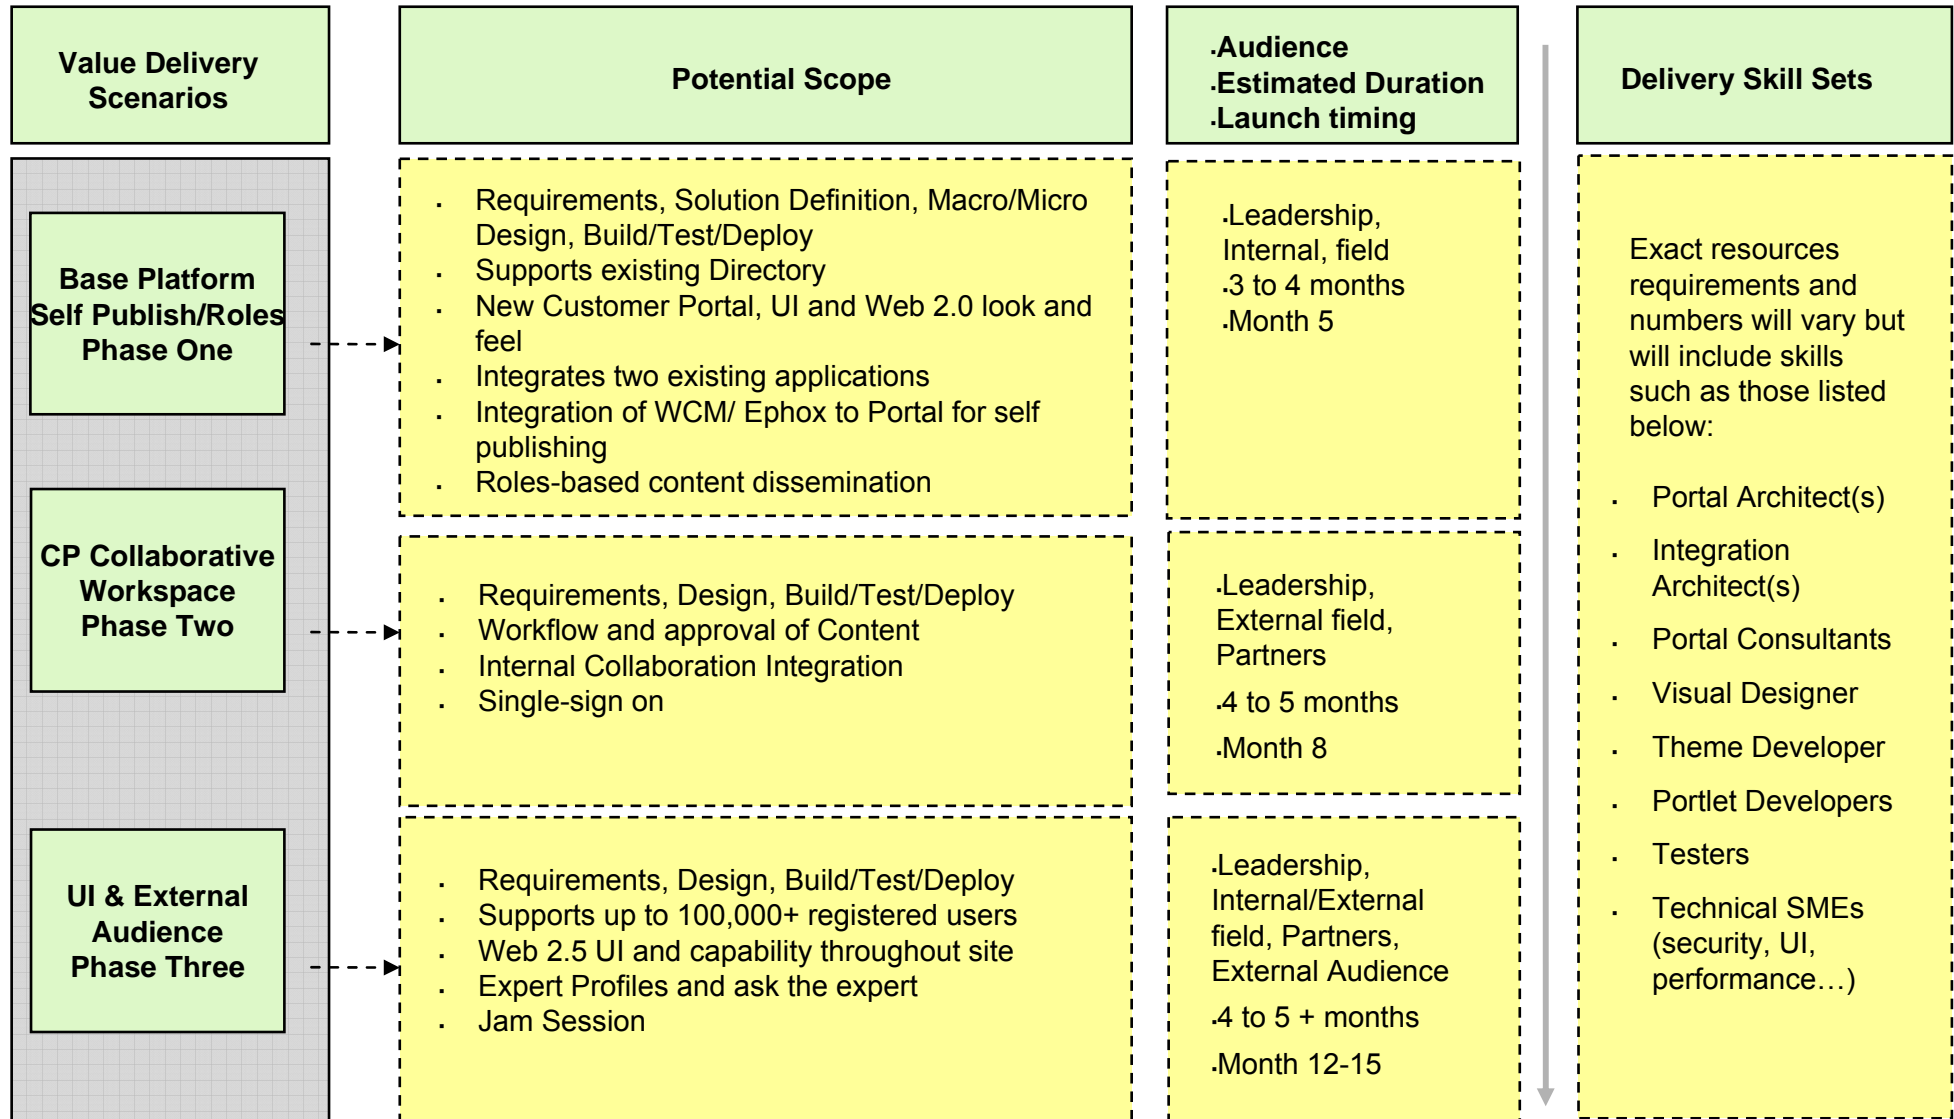 Value Delivery
Scenarios
Potential Scope
.Audience
.Estimated Duration
.Launch timing
Delivery Skill Sets
Base Platform
Self Publish/Roles
Phase One
. Requirements, Solution Definition, Macro/Micro
Design, Build/Test/Deploy
. Supports existing Directory
. New Customer Portal, UI and Web 2.0 look and
feel
. Integrates two existing applications
. Integration of WCM/ Ephox to Portal for self
publishing
. Roles-based content dissemination
.Leadership,
Internal, field
.3 to 4 months
.Month 5
CP Collaborative
Workspace
Phase Two
. Requirements, Design, Build/Test/Deploy
. Workflow and approval of Content
. Internal Collaboration Integration
. Single-sign on
.Leadership,
External field,
Partners
.4 to 5 months
.Month 8
UI & External
Audience
Phase Three
. Requirements, Design, Build/Test/Deploy
. Supports up to 100,000+ registered users
. Web 2.5 UI and capability throughout site
. Expert Profiles and ask the expert
. Jam Session
.Leadership,
Internal/External
field, Partners,
External Audience
.4 to 5 + months
.Month 12-15
Exact resources
requirements and
numbers will vary but
will include skills
such as those listed
below:
. Portal Architect(s)
. Integration
Architect(s)
. Portal Consultants
. Visual Designer
. Theme Developer
. Portlet Developers
. Testers
. Technical SMEs
(security, UI,
performance…)